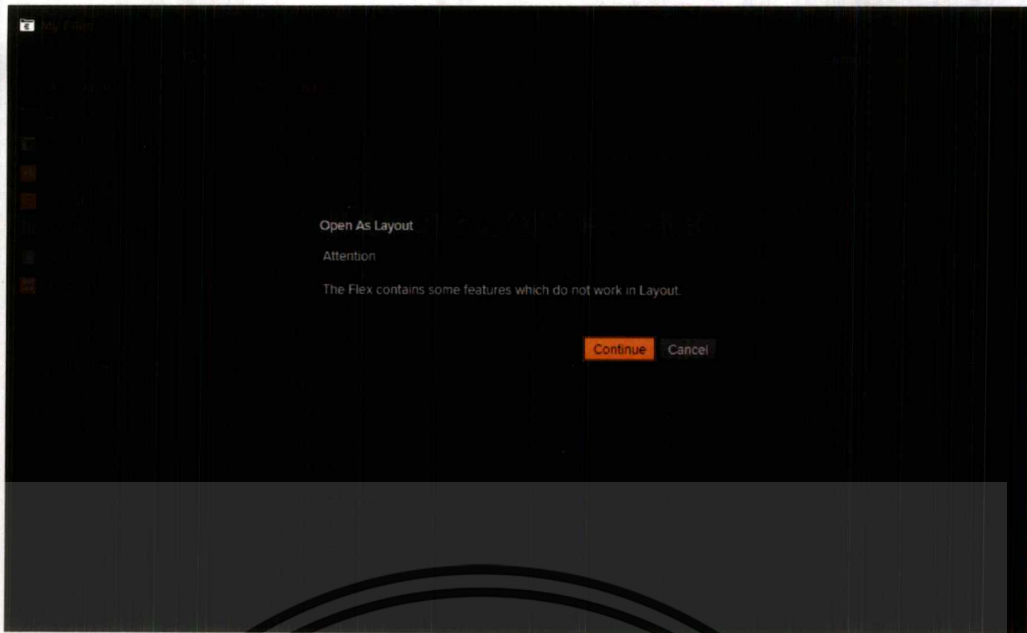 Open As Layout
Attention
The Flex contains some features which do not work in Layout.
Continue Cancel